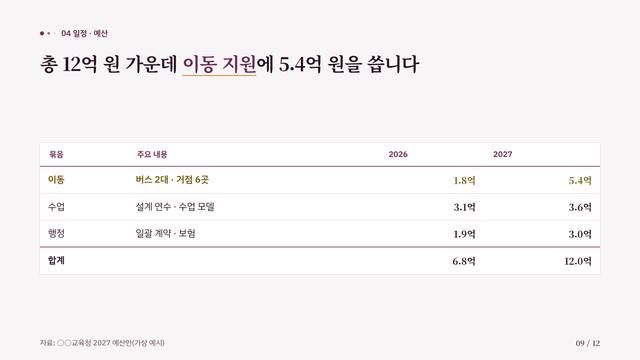 04 일정 · 예산
총 12억 원 가운데 이동 지원에 5.4억 원을 씁니다
묶음 주요 내용 2026 2027
이동 버스 2대 · 거점 6곳 1.8억 5.4억
수업 설계 연수 · 수업 모델 3.1억 3.6억
행정 일괄 계약 · 보험 1.9억 3.0억
합계 6.8억 12.0억
자료: ○○교육청 2027 예산안(가상 예시) 09 / 12